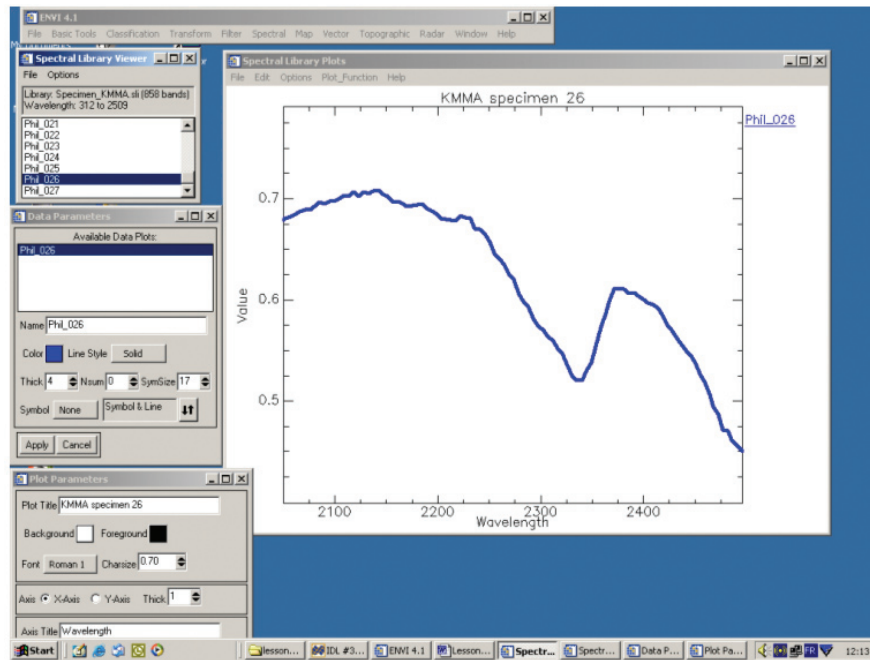 ENVI 4.1
File Basic Tools Classification Transform Filter Spectral Map Vector Topographic Radar Window Help
Spectral Library Viewer
File Options
Library: Specimen_KMMA.sli (858 bands)
Wavelength: 312 to 2509
Phil_021
Phil_022
Phil_023
Phil_024
Phil_025
Phil_026
Phil_027
Data Parameters
Available Data Plots:
Phil_026
Name Phil_026
Color Line Style Solid
Thick 4 Nsum 0 SymSize 17
Symbol None Symbol & Line
Apply Cancel
Plot Parameters
Plot Title KMMA specimen 26
Background Foreground
Font Roman 1 Charsize 0.70
Axis X-Axis Y-Axis Thick 1
Axis Title Wavelength
Spectral Library Plots
File Edit Options Plot_Function Help
KMMA specimen 26
Phil_026
0.7
0.6
0.5
Value
2100 2200 2300 2400
Wavelength
Start lesson... IDL #3... ENVI 4.1 Lesson... Spectr... Spectr... Data P... Plot Pa... FR 12:13